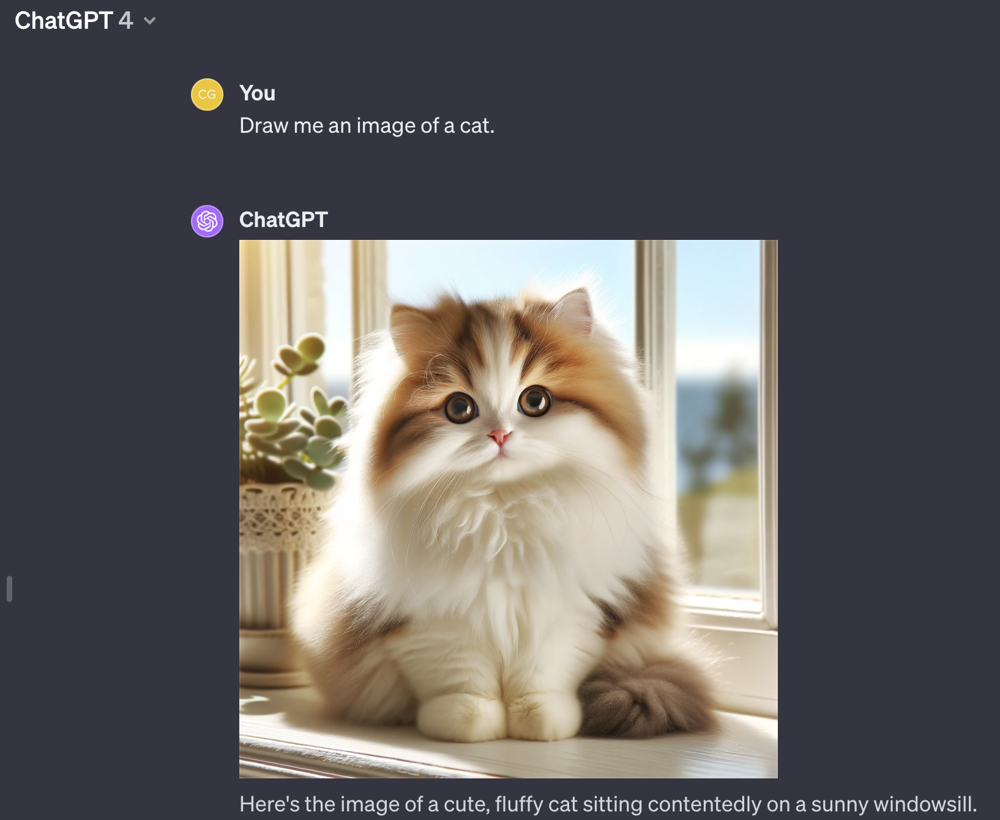 ChatGPT 4
CG
You
Draw me an image of a cat.
ChatGPT
Here's the image of a cute, fluffy cat sitting contentedly on a sunny windowsill.